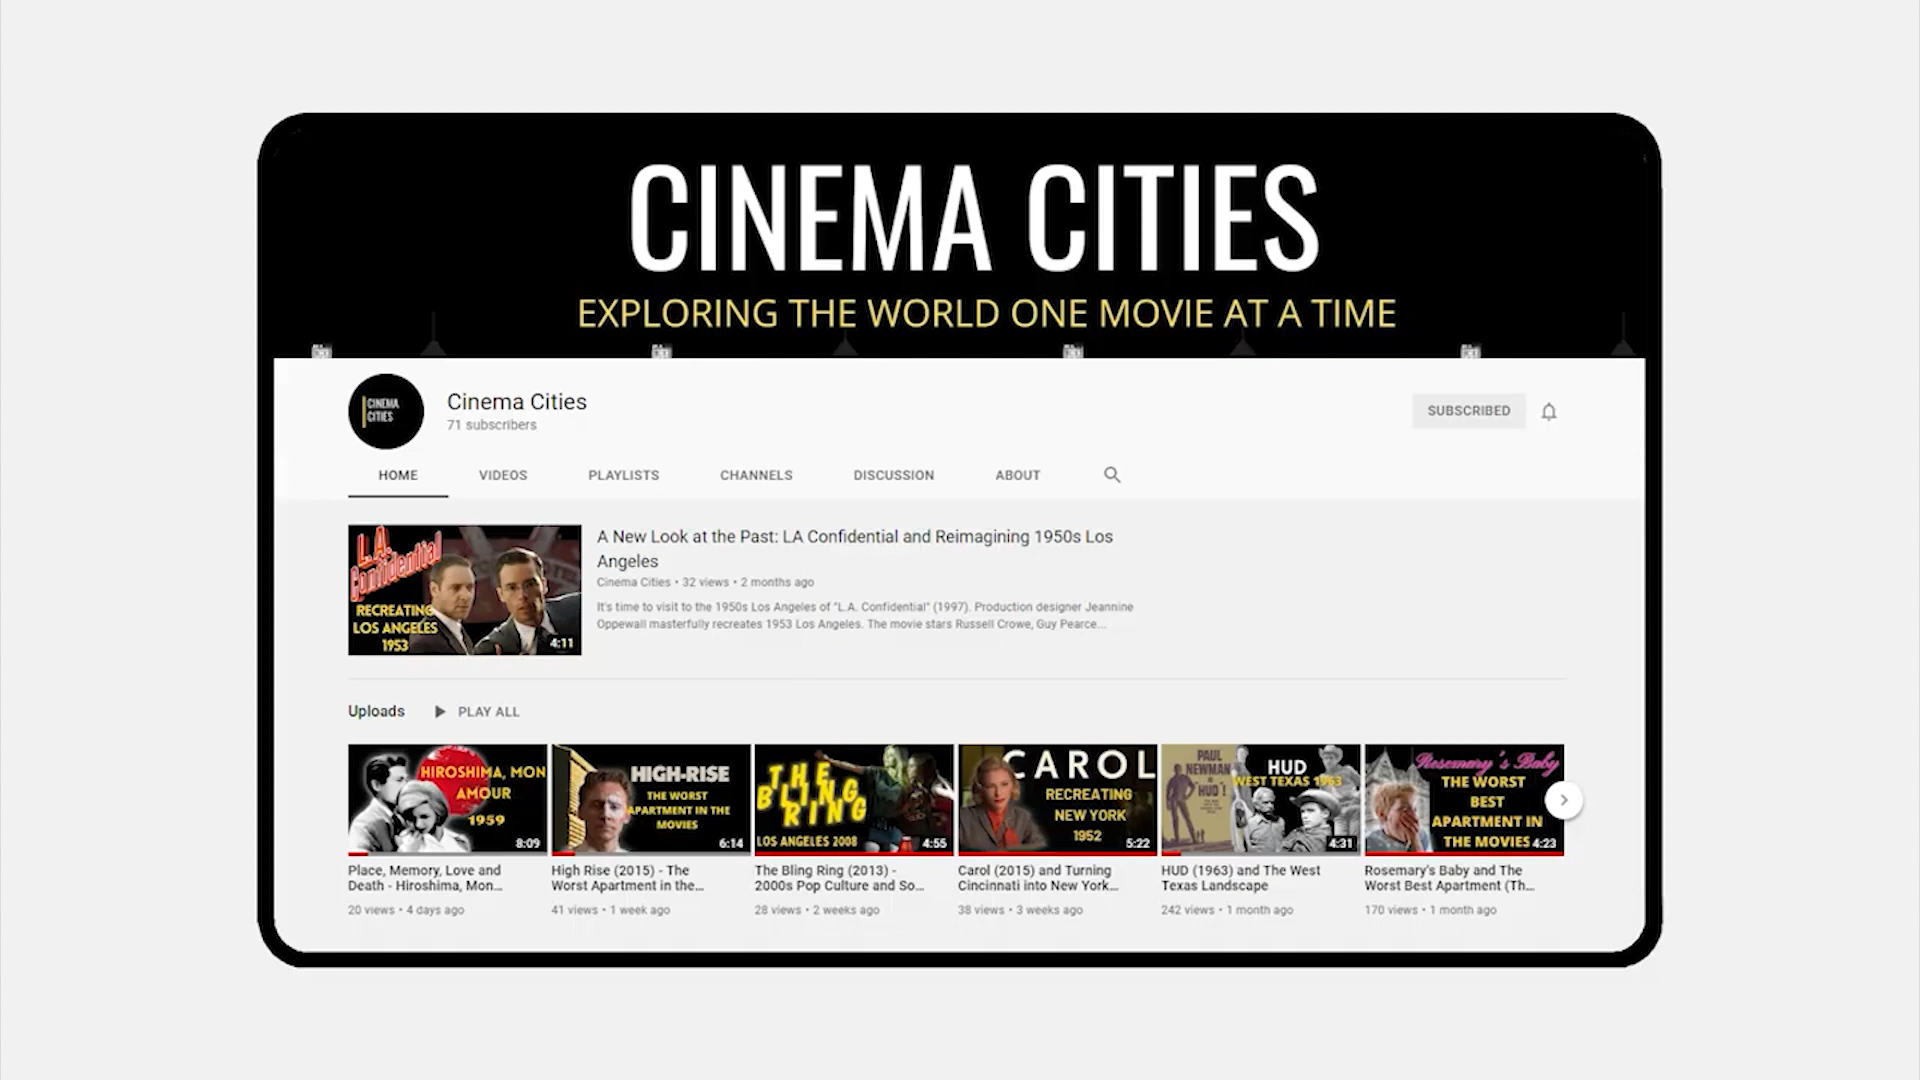 CINEMA CITIES
EXPLORING THE WORLD ONE MOVIE AT A TIME
CINEMA
CITIES
Cinema Cities
71 subscribers
SUBSCRIBED
HOME
VIDEOS
PLAYLISTS
CHANNELS
DISCUSSION
ABOUT
L.A.
Confidential
RECREATING
LOS ANGELES
1953
4:11
A New Look at the Past: LA Confidential and Reimagining 1950s Los
Angeles
Cinema Cities • 32 views • 2 months ago
It's time to visit to the 1950s Los Angeles of "L.A. Confidential" (1997). Production designer Jeannine
Oppewall masterfully recreates 1953 Los Angeles. The movie stars Russell Crowe, Guy Pearce...
Uploads
PLAY ALL
HIROSHIMA, MON
AMOUR
1959
8:09
Place, Memory, Love and
Death - Hiroshima, Mon...
20 views • 4 days ago
HIGH-RISE
THE WORST
APARTMENT IN THE
MOVIES
6:14
High Rise (2015) - The
Worst Apartment in the...
41 views • 1 week ago
THE
BLING
RING
LOS ANGELES 2008
4:55
The Bling Ring (2013) -
2000s Pop Culture and So...
28 views • 2 weeks ago
CAROL
RECREATING
NEW YORK
1952
5:22
Carol (2015) and Turning
Cincinnati into New York...
38 views • 3 weeks ago
PAUL
NEWMAN
IS
'HUD'!
HUD
WEST TEXAS 1963
4:31
HUD (1963) and The West
Texas Landscape
242 views • 1 month ago
Rosemary's Baby
THE WORST
BEST
APARTMENT IN
THE MOVIES
4:23
Rosemary's Baby and The
Worst Best Apartment (Th...
170 views • 1 month ago